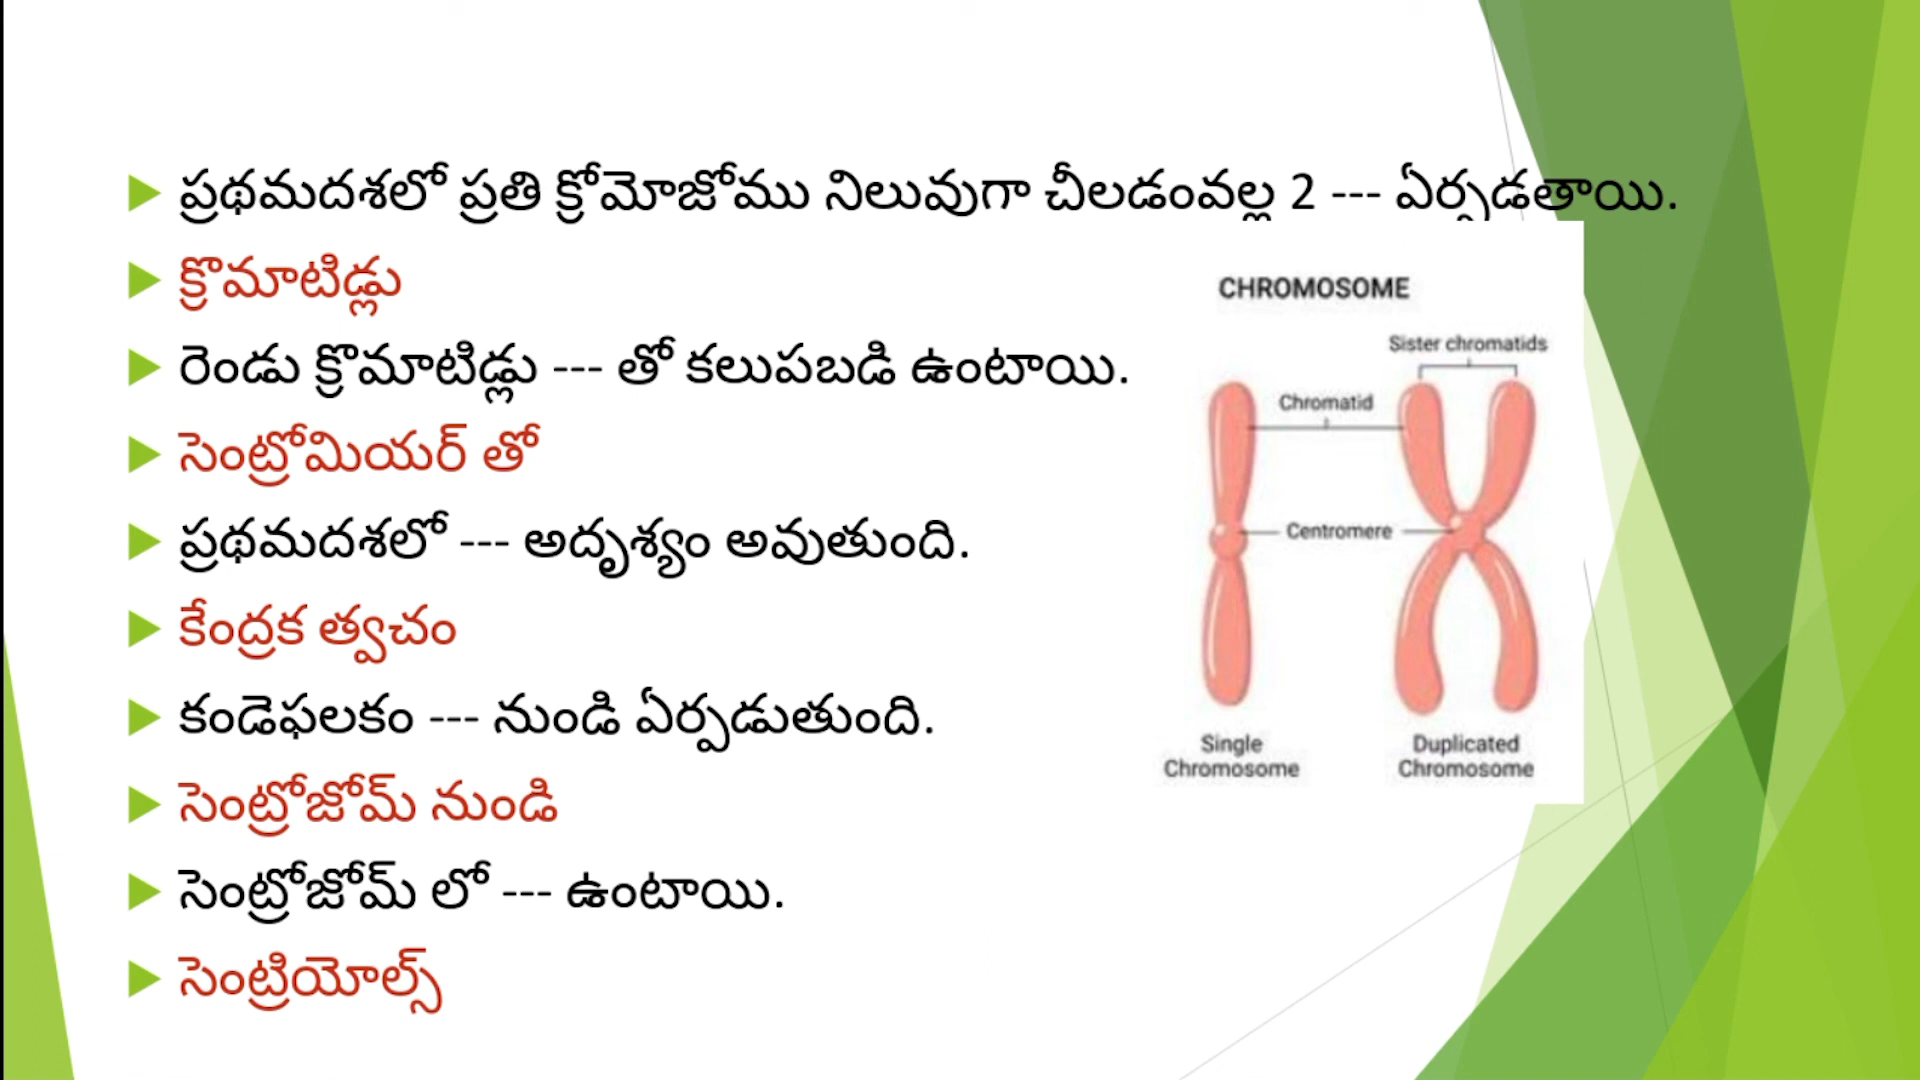 ప్రథమదశలో ప్రతి క్రోమోజోము నిలువుగా చీలడంవల్ల 2 --- ఏర్పడతాయి.
క్రొమాటిడ్లు
రెండు క్రొమాటిడ్లు --- తో కలుపబడి ఉంటాయి.
సెంట్రోమియర్ తో
ప్రథమదశలో --- అదృశ్యం అవుతుంది.
కేంద్రక త్వచం
కండెఫలకం --- నుండి ఏర్పడుతుంది.
సెంట్రోజోమ్ నుండి
సెంట్రోజోమ్ లో --- ఉంటాయి.
సెంట్రియోల్స్
CHROMOSOME
Sister chromatids
Chromatid
Centromere
Single
Chromosome
Duplicated
Chromosome